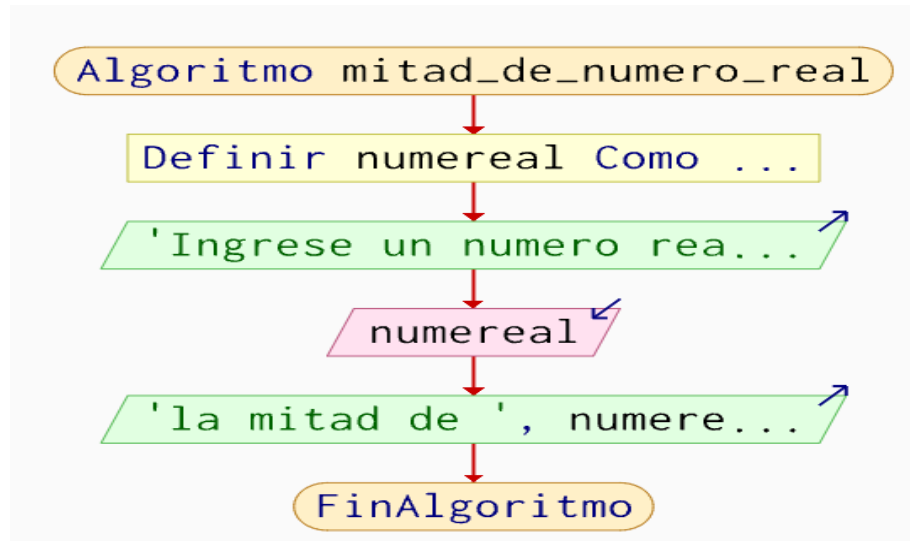 Algoritmo mitad_de_numero_real
Definir numereal Como ...
'Ingrese un numero rea...
numereal
'la mitad de ', numere...
FinAlgoritmo